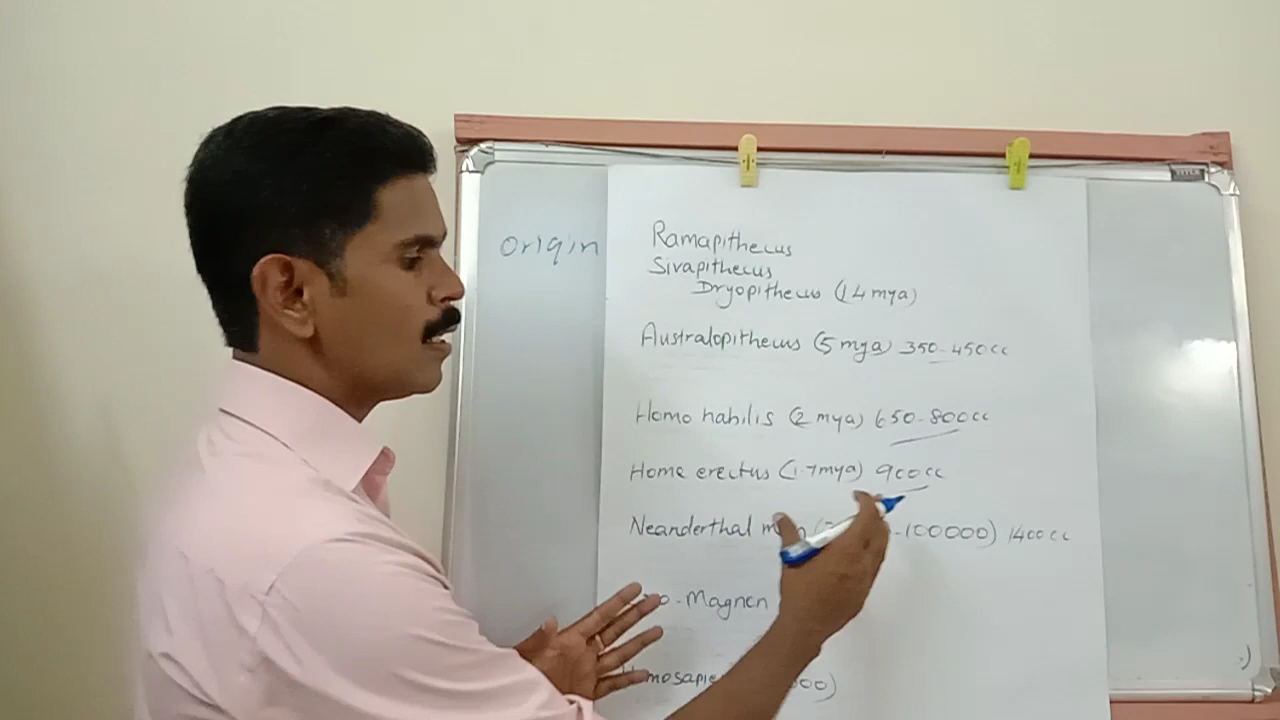 Origin
Ramapithecus
Sivapithecus
Dryopithecus (14 mya)
Australopithecus (5 mya) 350-450cc
Homo habilis (2 mya) 650-800cc
Home erectus (1.7mya) 900cc
Neanderthal -100000) 1400cc
-Magnen